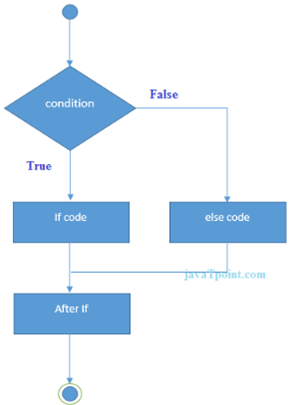 condition
False
True
If code
else code
javaTpoint.com
After If